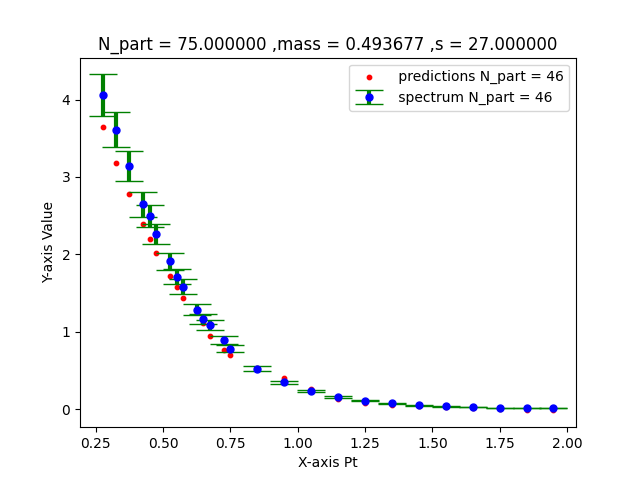 N_part = 75.000000 ,mass = 0.493677 ,s = 27.000000
predictions N_part = 46
spectrum N_part = 46
Y-axis Value
4
3
2
1
0
0.25 0.50 0.75 1.00 1.25 1.50 1.75 2.00
X-axis Pt